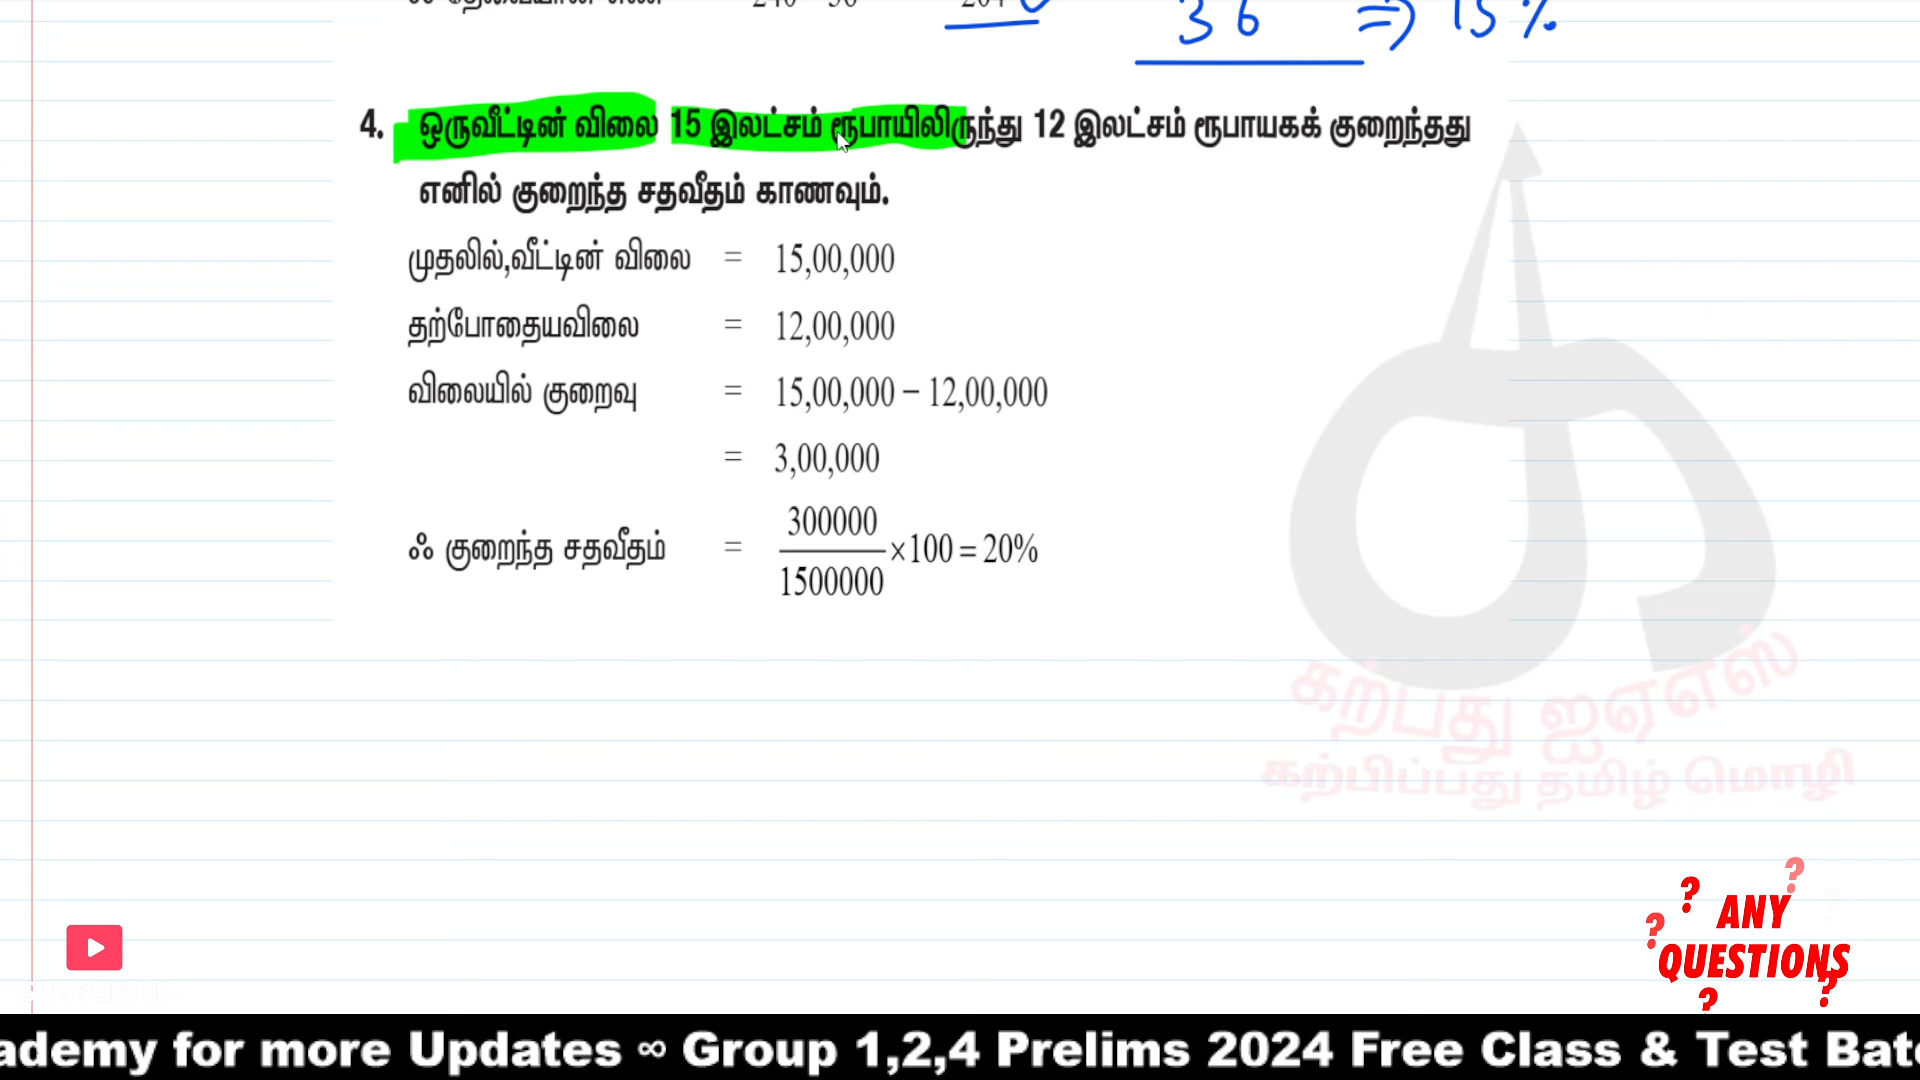 36 => 15%
4. ஒருவீட்டின் விலை 15 இலட்சம் ரூபாயிலிருந்து 12 இலட்சம் ரூபாயகக் குறைந்தது
எனில் குறைந்த சதவீதம் காணவும்.
முதலில்,வீட்டின் விலை = 15,00,000
தற்போதையவிலை = 12,00,000
விலையில் குறைவு = 15,00,000 – 12,00,000
= 3,00,000
ஃ குறைந்த சதவீதம் = 300000/1500000 ×100 = 20%
கற்பது ஐஏஎஸ்
கற்பிப்பது தமிழ் மொழி
? ANY
QUESTIONS
SUBSCRIBE
ademy for more Updates ∞ Group 1,2,4 Prelims 2024 Free Class & Test Batc